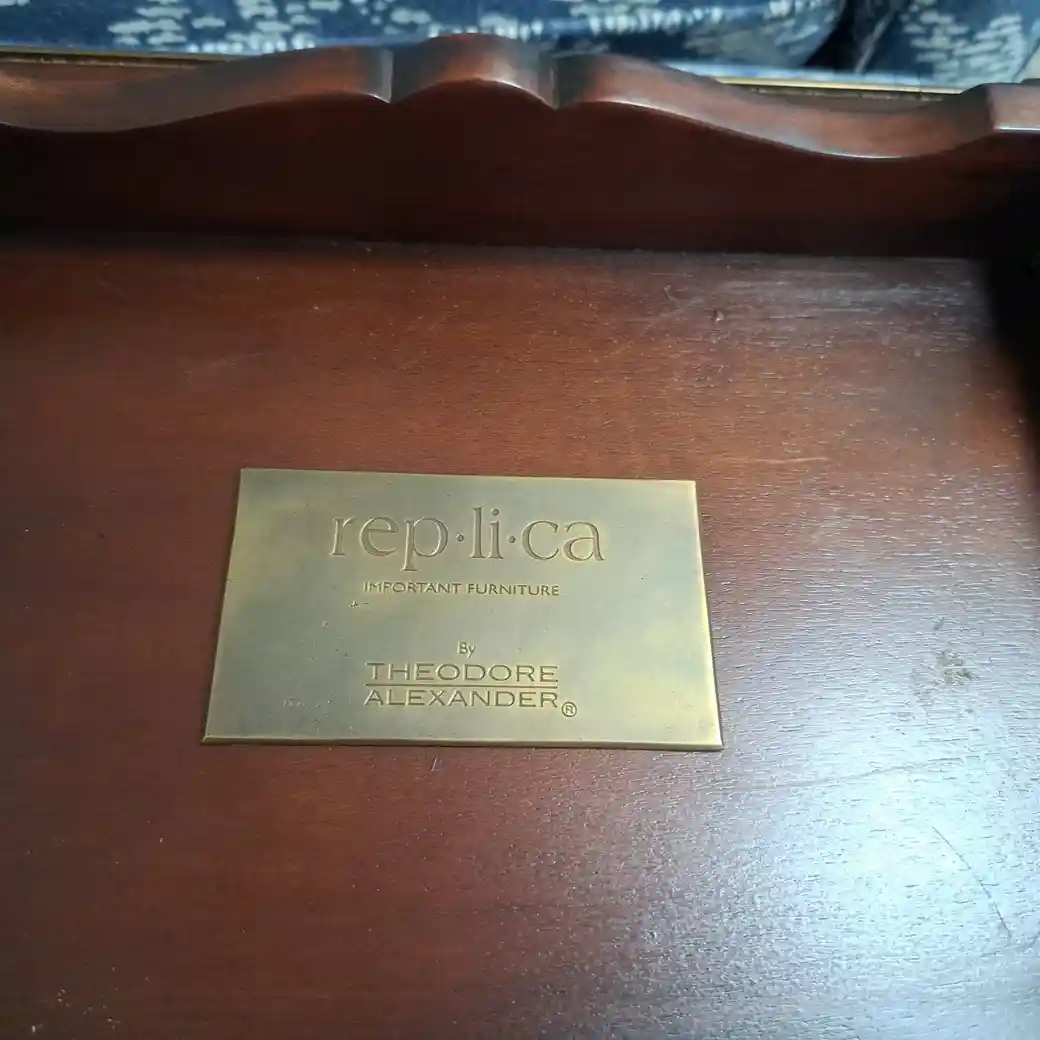 rep·li·ca
IMPORTANT FURNITURE
By
THEODORE
ALEXANDER®